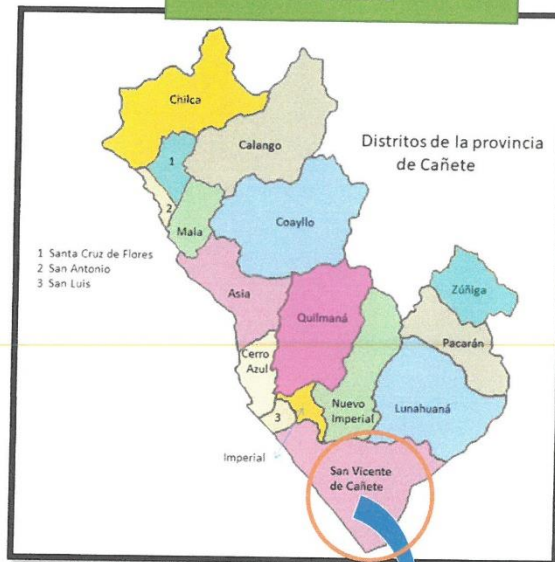 Chilca
Calango
Distritos de la provincia
de Cañete
1
2
Mala
Coayllo
1 Santa Cruz de Flores
2 San Antonio
3 San Luis
Asia
Zúñiga
Quilmaná
Pacarán
Cerro
Azul
3
Nuevo
Imperial
Lunahuaná
Imperial
San Vicente
de Cañete